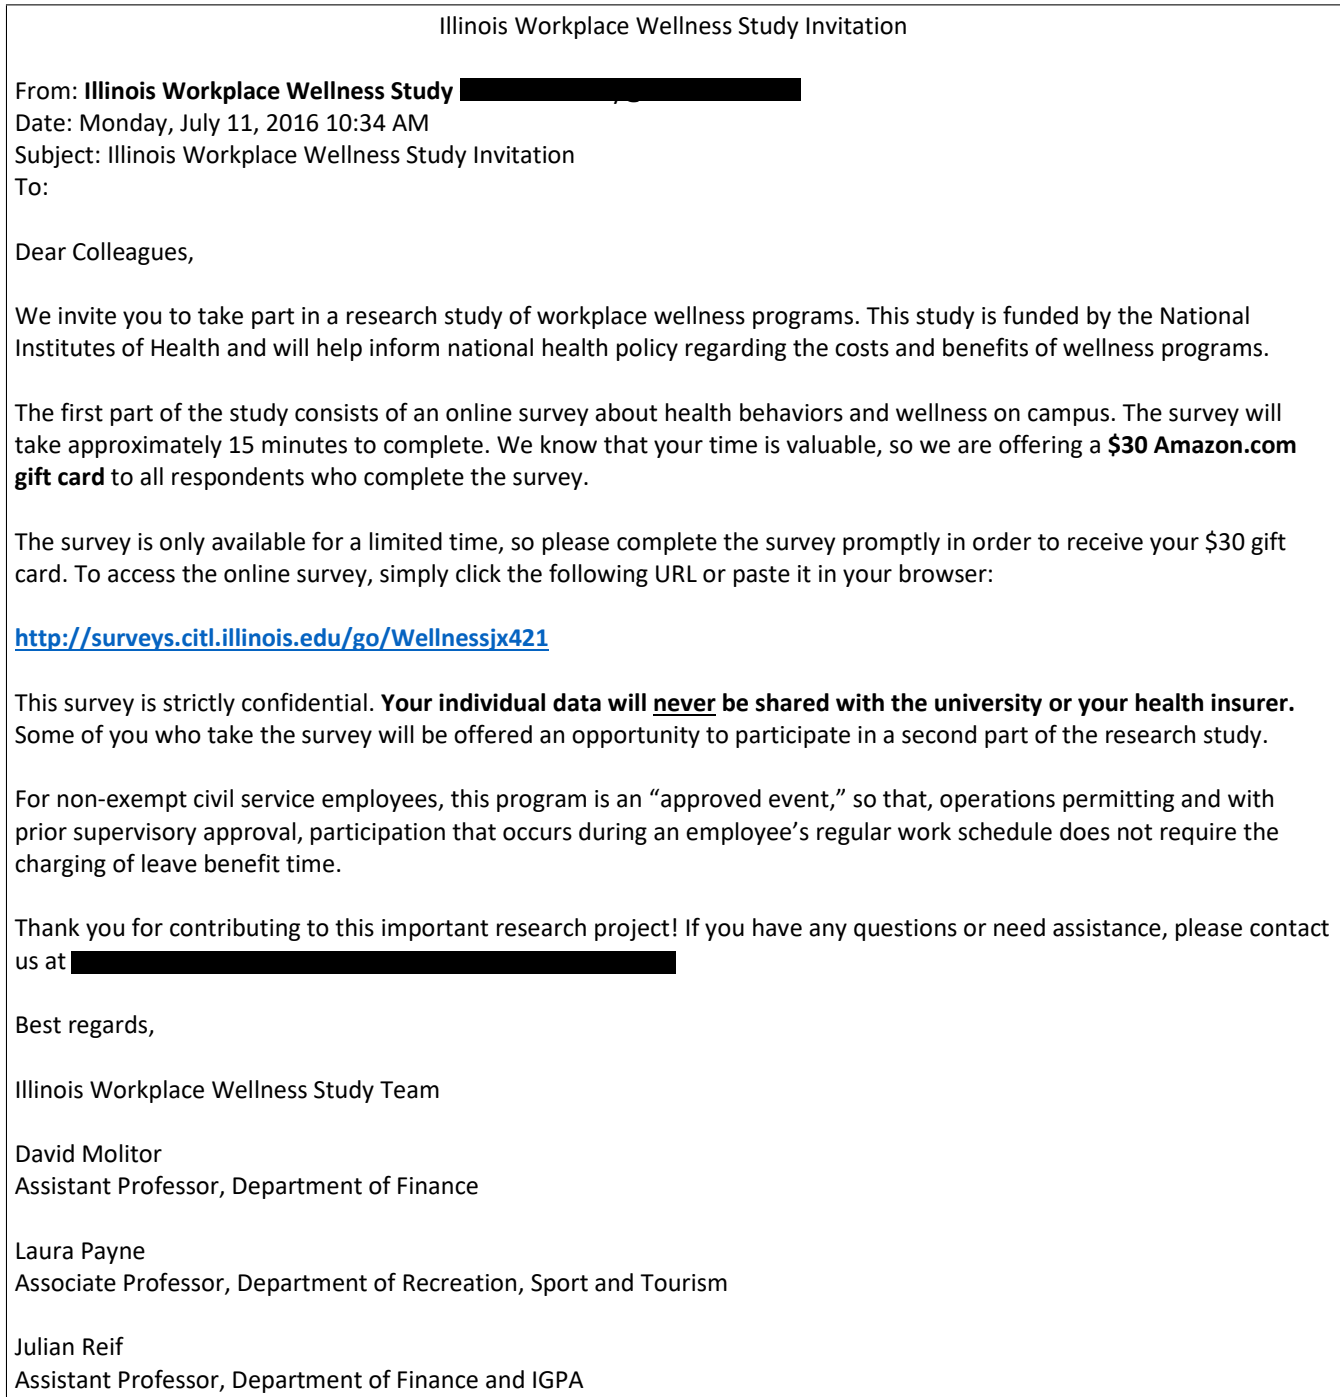 Illinois Workplace Wellness Study Invitation
From: Illinois Workplace Wellness Study
Date: Monday, July 11, 2016 10:34 AM
Subject: Illinois Workplace Wellness Study Invitation
To:
Dear Colleagues,
We invite you to take part in a research study of workplace wellness programs. This study is funded by the National
Institutes of Health and will help inform national health policy regarding the costs and benefits of wellness programs.
The first part of the study consists of an online survey about health behaviors and wellness on campus. The survey will
take approximately 15 minutes to complete. We know that your time is valuable, so we are offering a $30 Amazon.com
gift card to all respondents who complete the survey.
The survey is only available for a limited time, so please complete the survey promptly in order to receive your $30 gift
card. To access the online survey, simply click the following URL or paste it in your browser:
http://surveys.citl.illinois.edu/go/Wellnessjx421
This survey is strictly confidential. Your individual data will never be shared with the university or your health insurer.
Some of you who take the survey will be offered an opportunity to participate in a second part of the research study.
For non-exempt civil service employees, this program is an “approved event,” so that, operations permitting and with
prior supervisory approval, participation that occurs during an employee’s regular work schedule does not require the
charging of leave benefit time.
Thank you for contributing to this important research project! If you have any questions or need assistance, please contact
us at
Best regards,
Illinois Workplace Wellness Study Team
David Molitor
Assistant Professor, Department of Finance
Laura Payne
Associate Professor, Department of Recreation, Sport and Tourism
Julian Reif
Assistant Professor, Department of Finance and IGPA